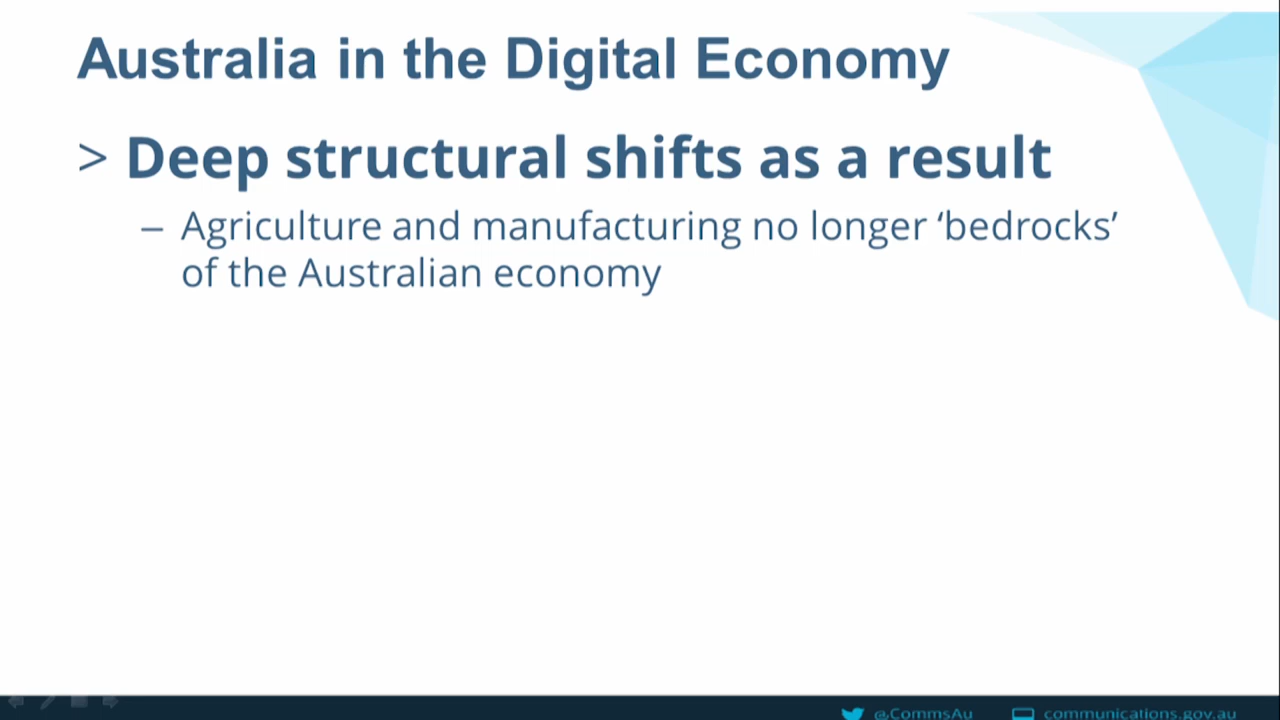 Australia in the Digital Economy
> Deep structural shifts as a result
– Agriculture and manufacturing no longer ‘bedrocks’
of the Australian economy
@CommsAu communications.gov.au